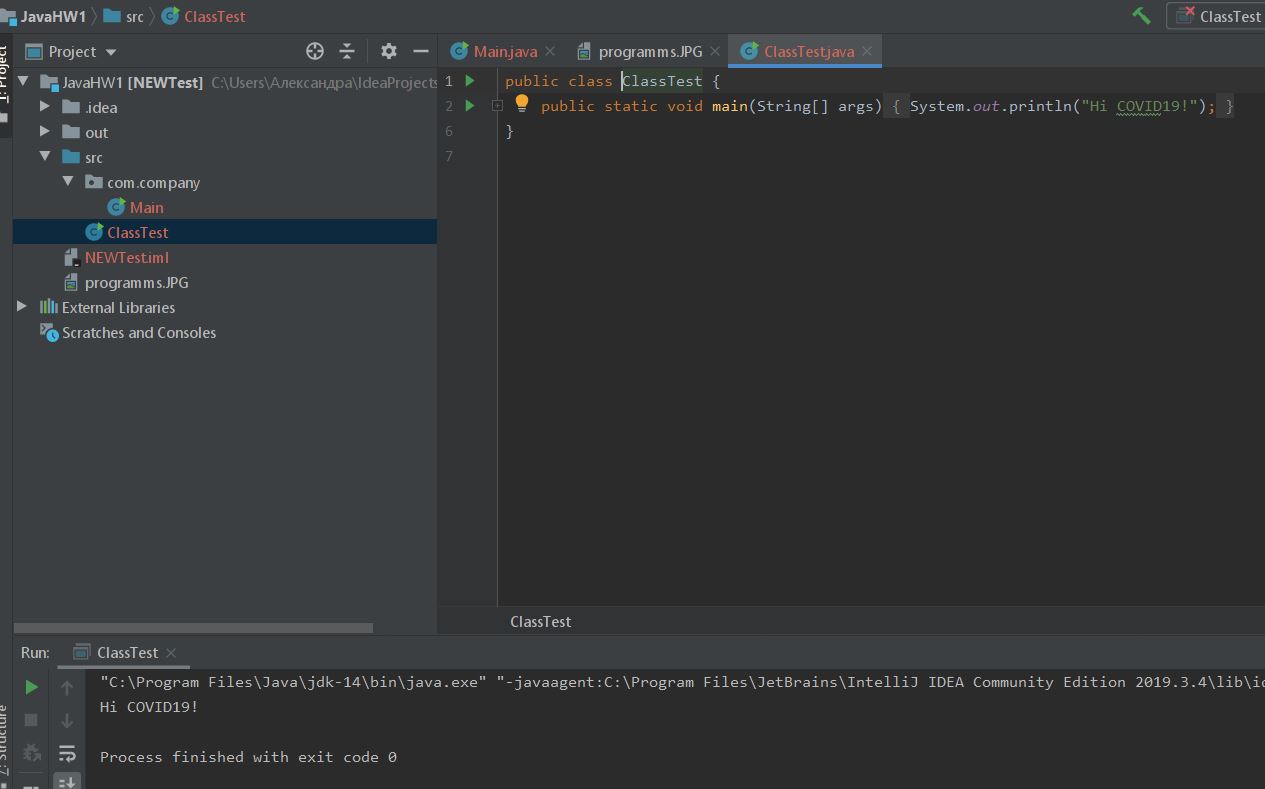 JavaHW1 src ClassTest ClassTest
1: Project
Project
Main.java programms.JPG ClassTest.java
JavaHW1 [NEWTest] C:\Users\Александра\IdeaProjects
.idea
out
src
com.company
Main
ClassTest
NEWTest.iml
programms.JPG
External Libraries
Scratches and Consoles
1 public class ClassTest {
2 public static void main(String[] args) { System.out.println("Hi COVID19!"); }
6 }
7
ClassTest
Run: ClassTest
"C:\Program Files\Java\jdk-14\bin\java.exe" "-javaagent:C:\Program Files\JetBrains\IntelliJ IDEA Community Edition 2019.3.4\lib\
Hi COVID19!
Process finished with exit code 0
Z: Structure